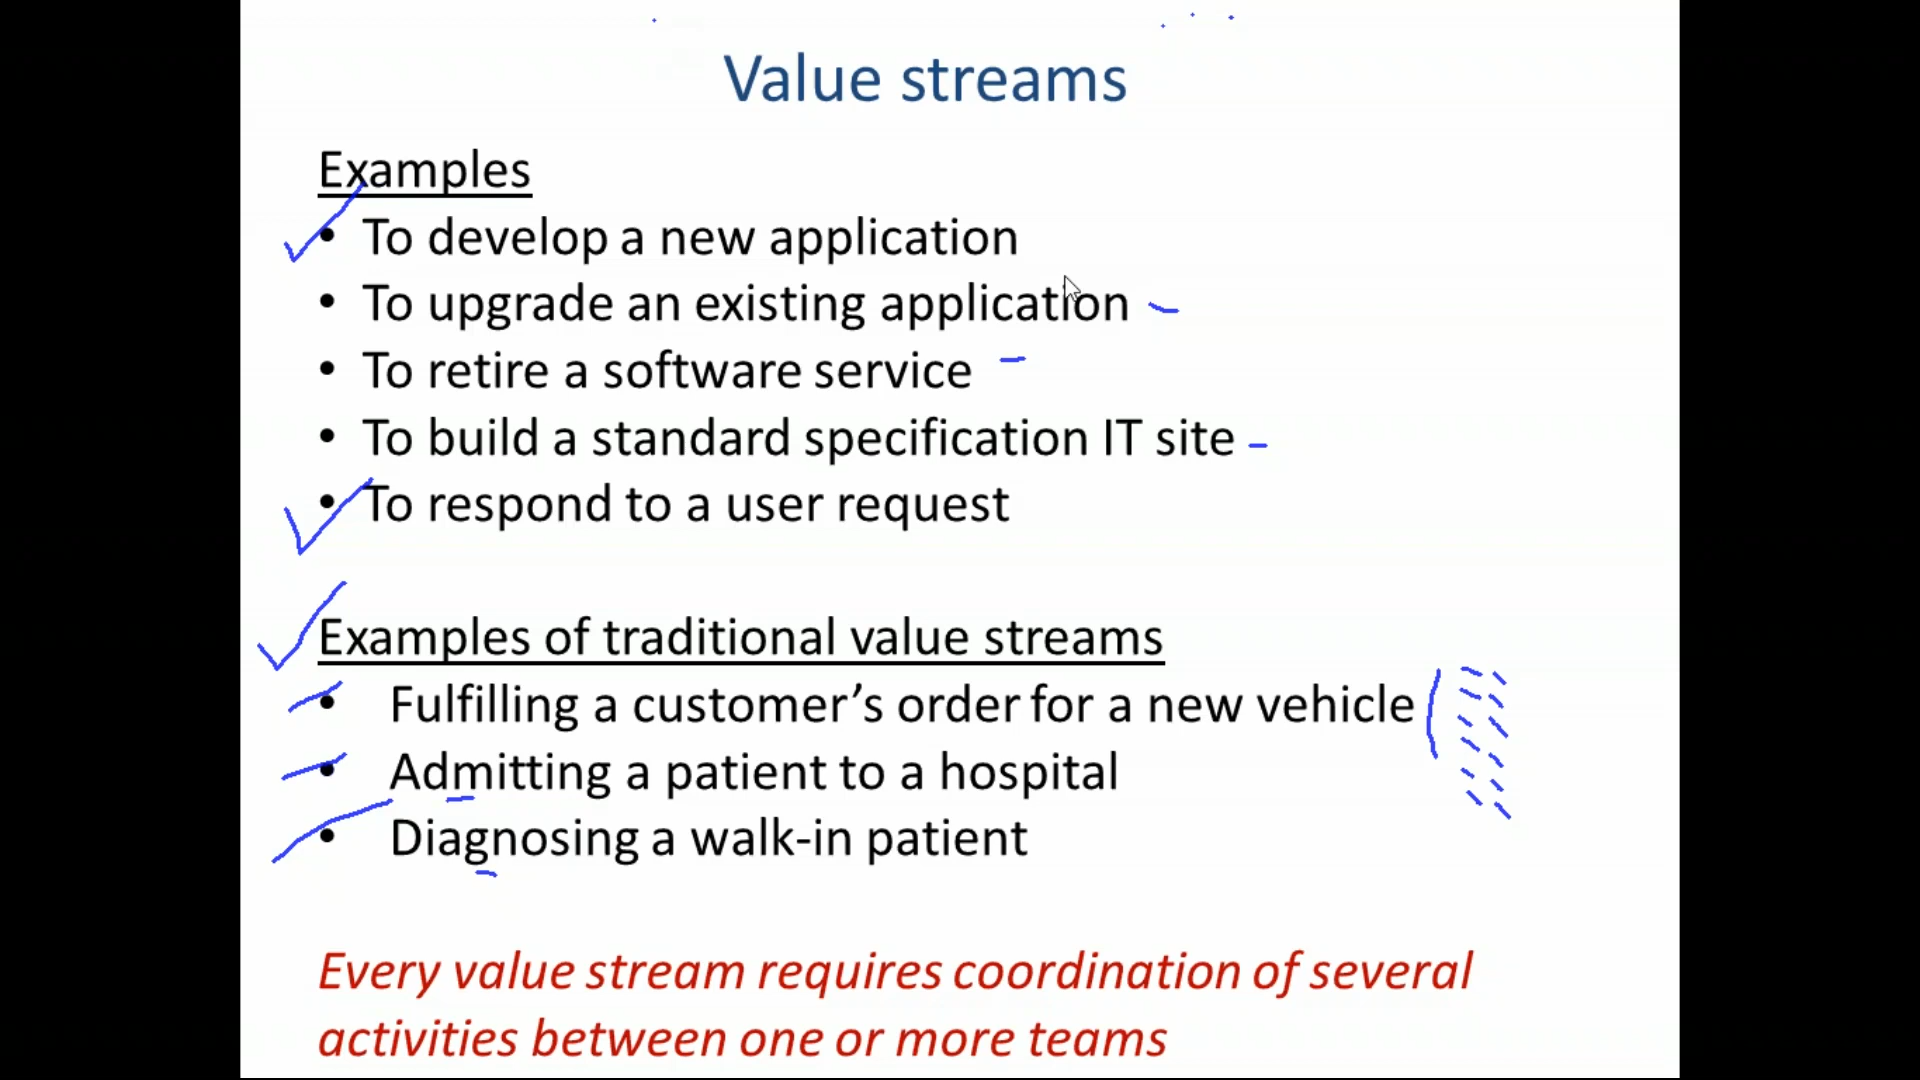 Value streams
Examples
• To develop a new application
• To upgrade an existing application
• To retire a software service
• To build a standard specification IT site
• To respond to a user request
Examples of traditional value streams
• Fulfilling a customer’s order for a new vehicle
• Admitting a patient to a hospital
• Diagnosing a walk-in patient
Every value stream requires coordination of several
activities between one or more teams